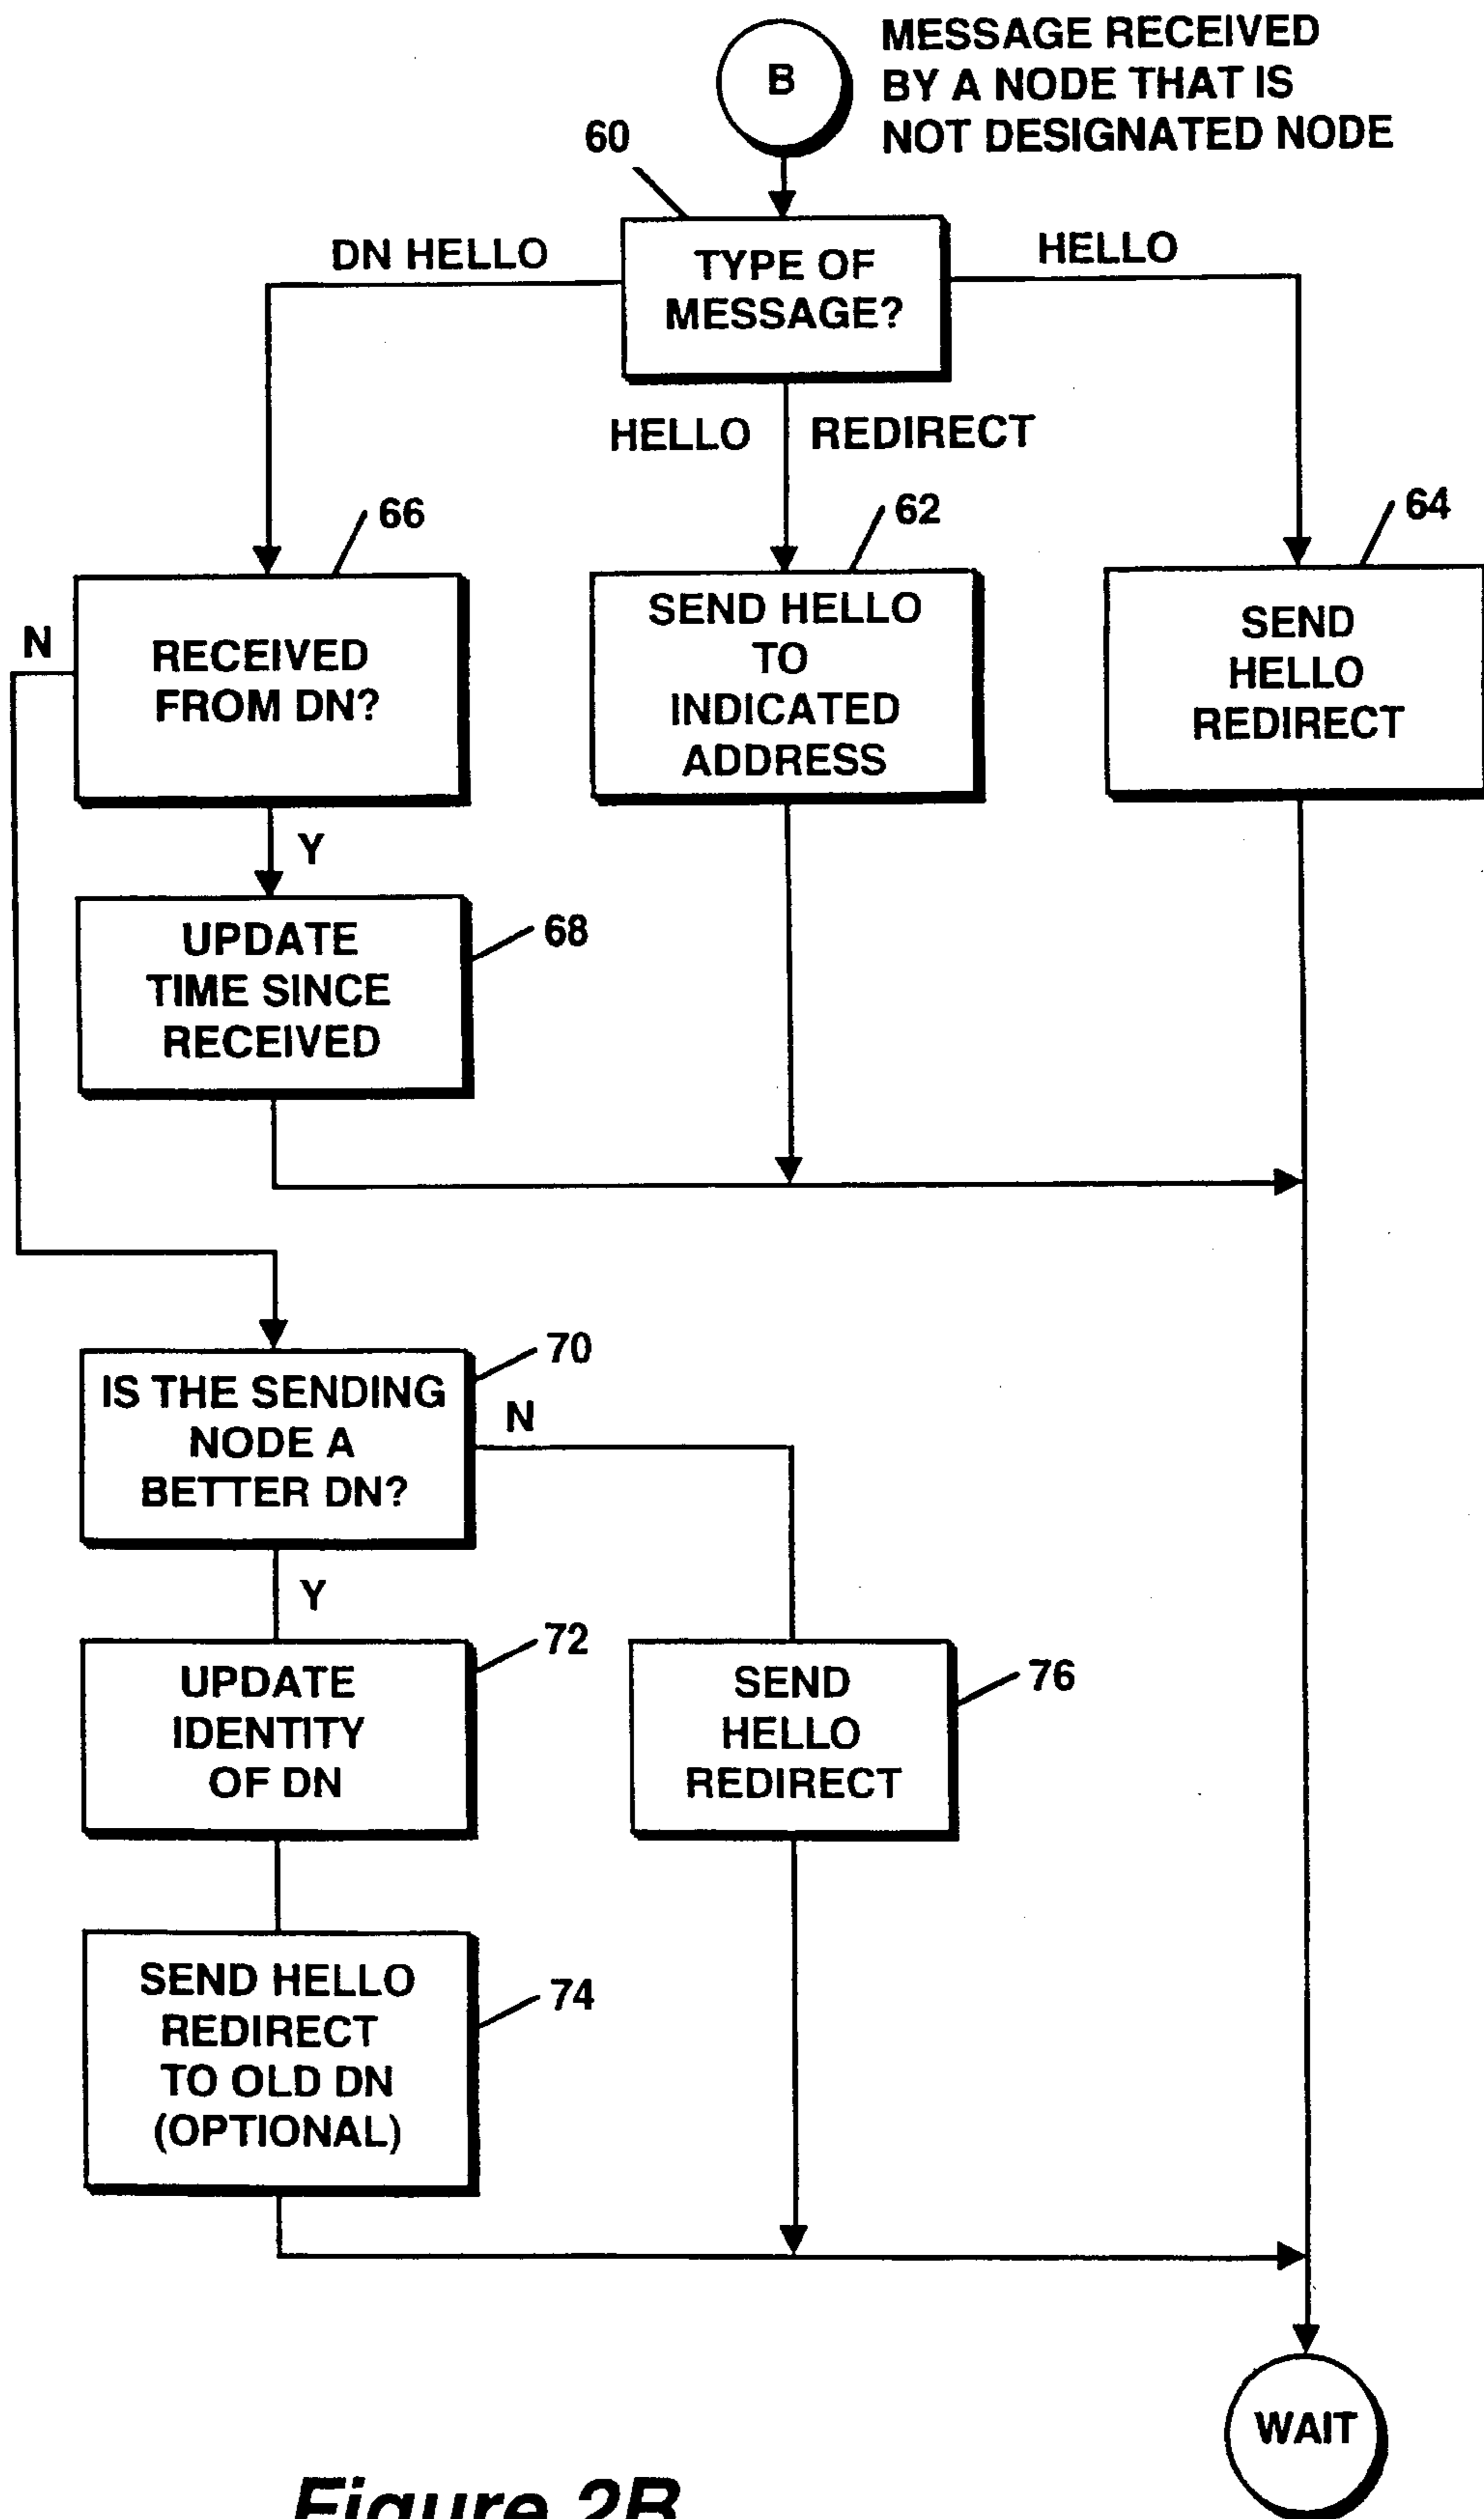 B
MESSAGE RECEIVED
BY A NODE THAT IS
NOT DESIGNATED NODE
60
TYPE OF
MESSAGE?
DN HELLO
HELLO
HELLO REDIRECT
66
62
64
N
RECEIVED
FROM DN?
SEND HELLO
TO
INDICATED
ADDRESS
SEND
HELLO
REDIRECT
Y
UPDATE
TIME SINCE
RECEIVED
68
70
IS THE SENDING
NODE A
BETTER DN?
N
Y
72
UPDATE
IDENTITY
OF DN
SEND
HELLO
REDIRECT
76
SEND HELLO
REDIRECT
TO OLD DN
(OPTIONAL)
74
WAIT
Figure 2B